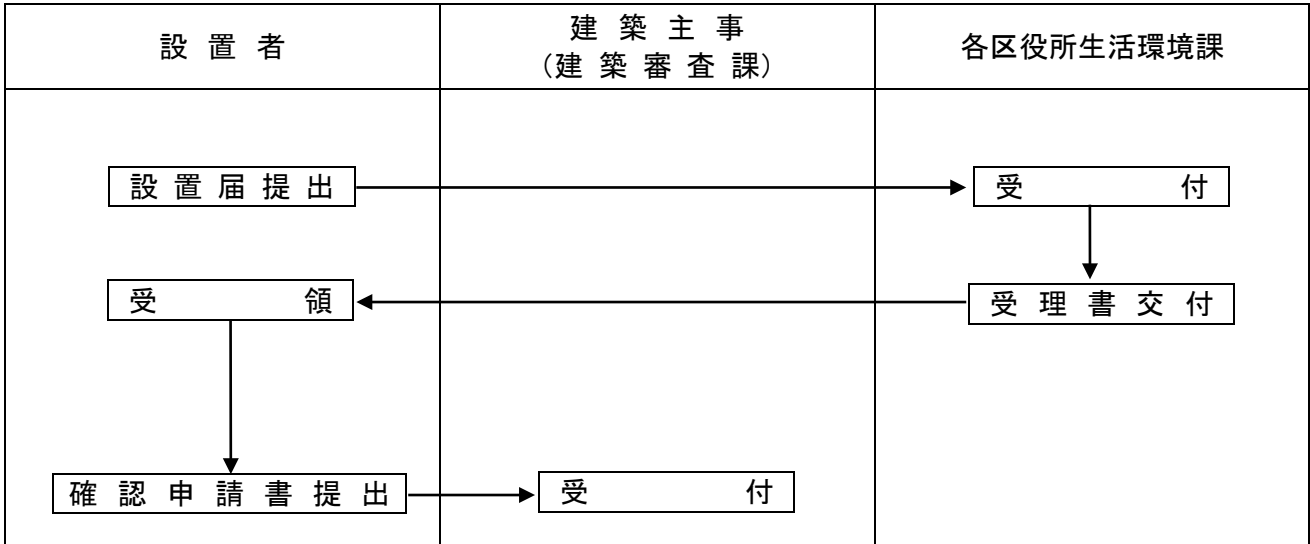 設置者
建築主事
(建築審査課)
各区役所生活環境課
設置届提出
受付
受領
受理書交付
確認申請書提出
受付